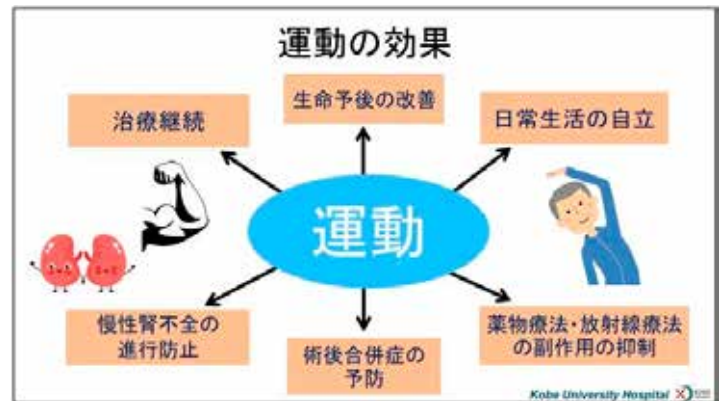 運動の効果
生命予後の改善
治療継続
日常生活の自立
運動
慢性腎不全の
進行防止
術後合併症の
予防
薬物療法・放射線療法
の副作用の抑制
Kobe University Hospital